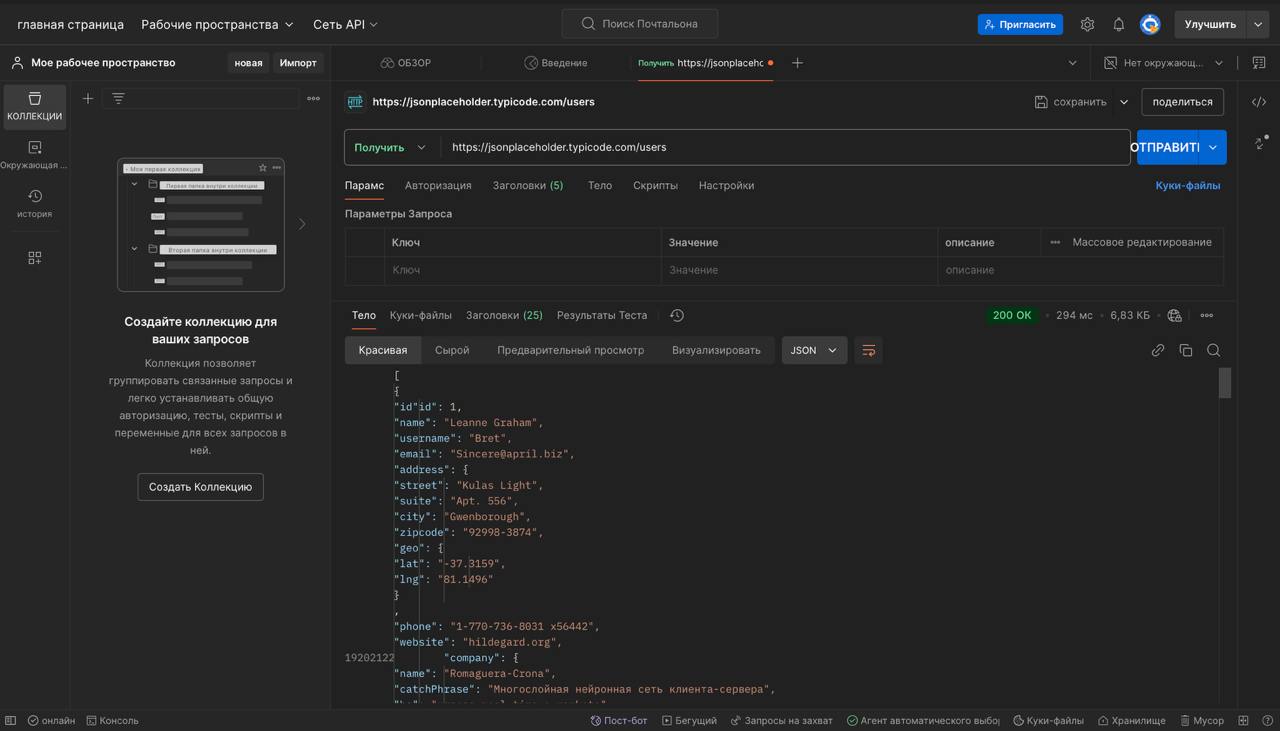 главная страница Рабочие пространства Сеть API Поиск Почтальона Пригласить Улучшить
Мое рабочее пространство новая Импорт ОБЗОР Введение Получить https://jsonplacehc Нет окружающ...
КОЛЛЕКЦИИ
Окружающая ...
история
Моя первая коллекция
Первая папка внутри коллекцию
Вторая папка внутри коллекции
Создайте коллекцию для
ваших запросов
Коллекция позволяет
группировать связанные запросы и
легко устанавливать общую
авторизацию, тесты, скрипты и
переменные для всех запросов в
ней.
Создать Коллекцию
HTTP https://jsonplaceholder.typicode.com/users сохранить поделиться
Получить https://jsonplaceholder.typicode.com/users ОТПРАВИТЬ
Парамс Авторизация Заголовки (5) Тело Скрипты Настройки Куки-файлы
Параметры Запроса
Ключ Значение описание Массовое редактирование
Ключ Значение описание
Тело Куки-файлы Заголовки (25) Результаты Теста 200 ОК • 294 мс • 6,83 КБ
Красивая Сырой Предварительный просмотр Визуализировать JSON
[
{
"id"id": 1,
"name": "Leanne Graham",
"username": "Bret",
"email": "Sincere@april.biz",
"address": {
"street": "Kulas Light",
"suite": "Apt. 556",
"city": "Gwenborough",
"zipcode": "92998-3874",
"geo": {
"lat": "-37.3159",
"lng": "81.1496"
}
,
"phone": "1-770-736-8031 x56442",
"website": "hildegard.org",
19202122 "company": {
"name": "Romaguera-Crona",
"catchPhrase": "Многослойная нейронная сеть клиента-сервера",
онлайн Консоль Пост-бот Бегущий Запросы на захват Агент автоматического выбо Куки-файлы Хранилище Мусор